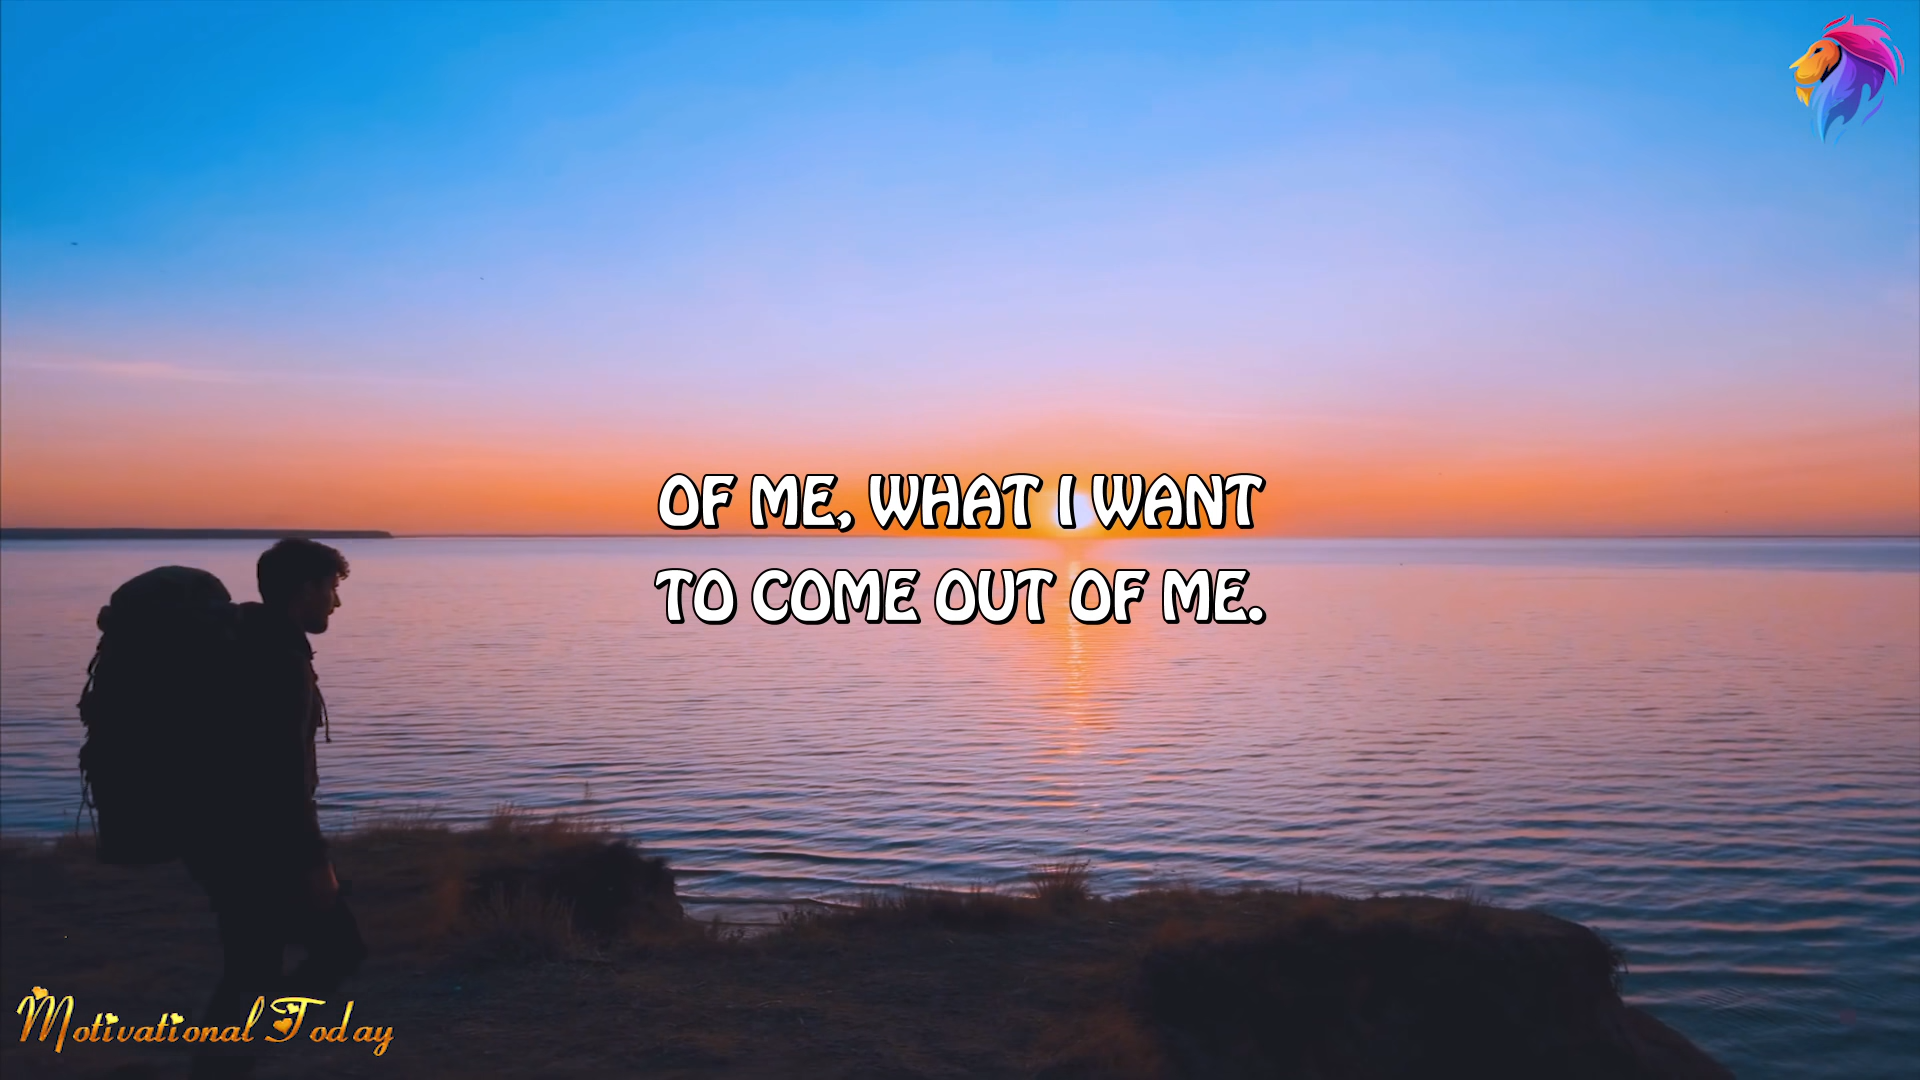 OF ME, WHAT I WANT
TO COME OUT OF ME.
Motivational Today